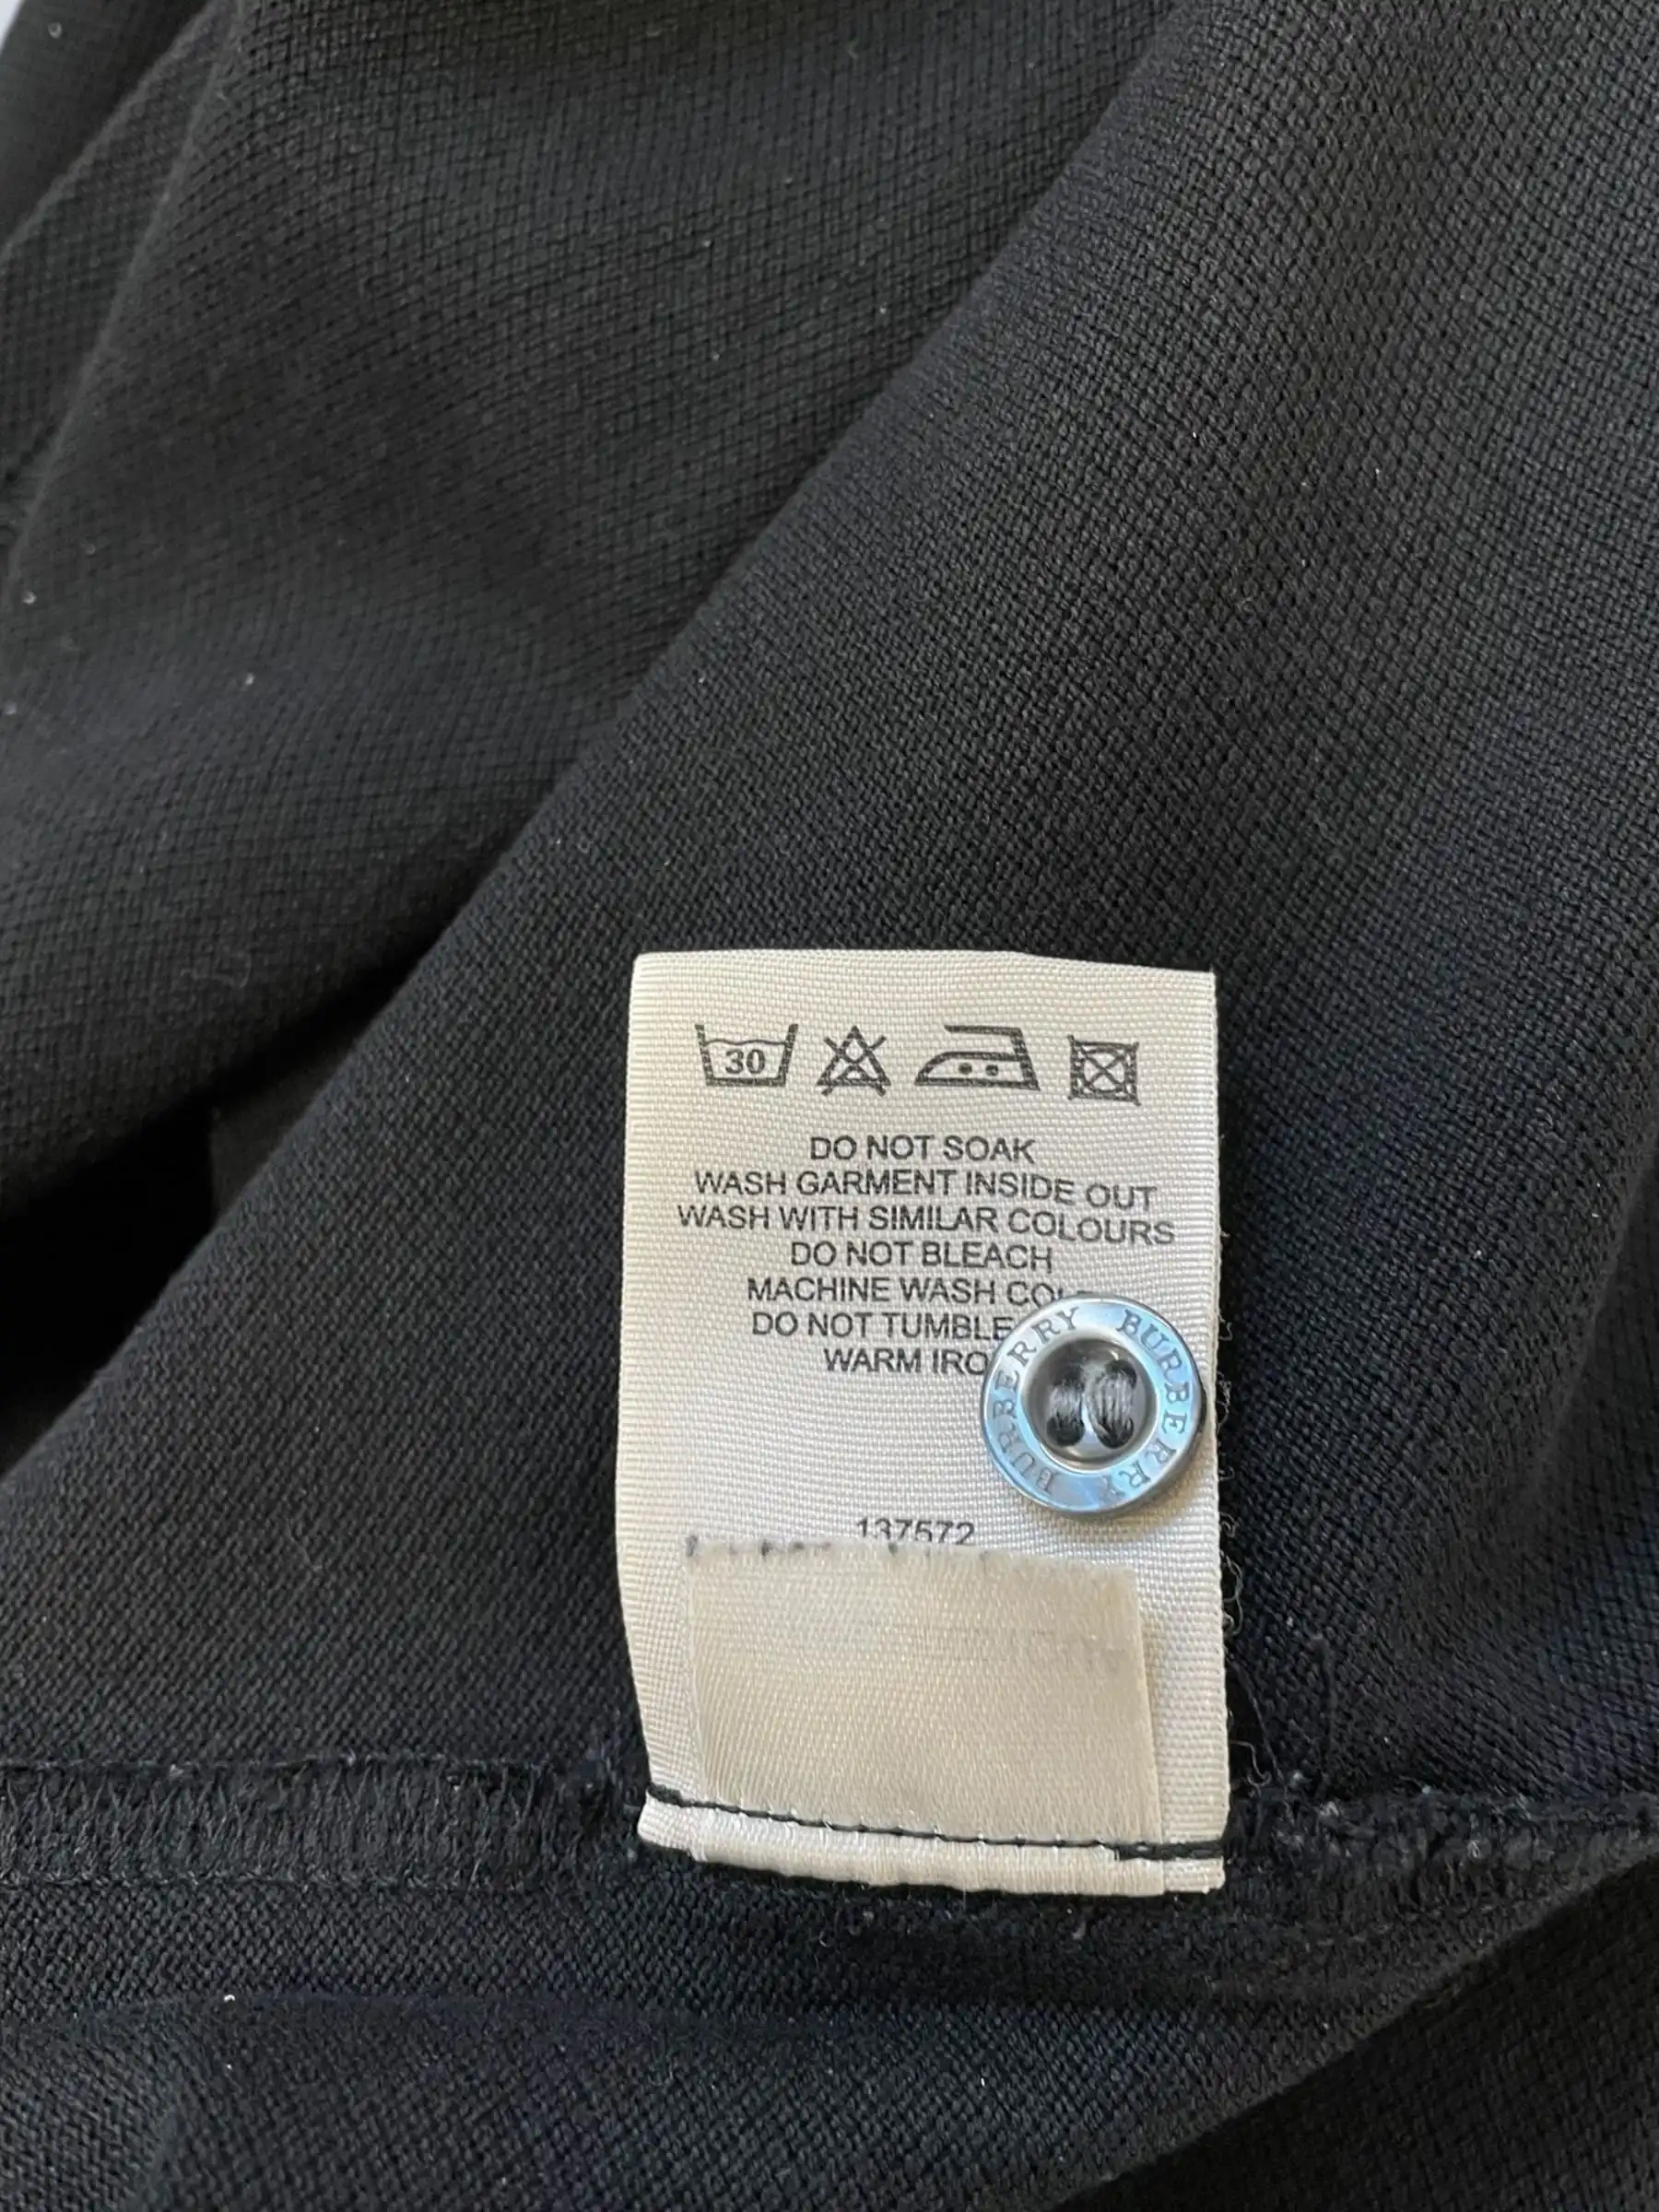 30
DO NOT SOAK
WASH GARMENT INSIDE OUT
WASH WITH SIMILAR COLOURS
DO NOT BLEACH
MACHINE WASH
DO NOT TUMBLE
WARM
BURBERRY BURBERRY
137572